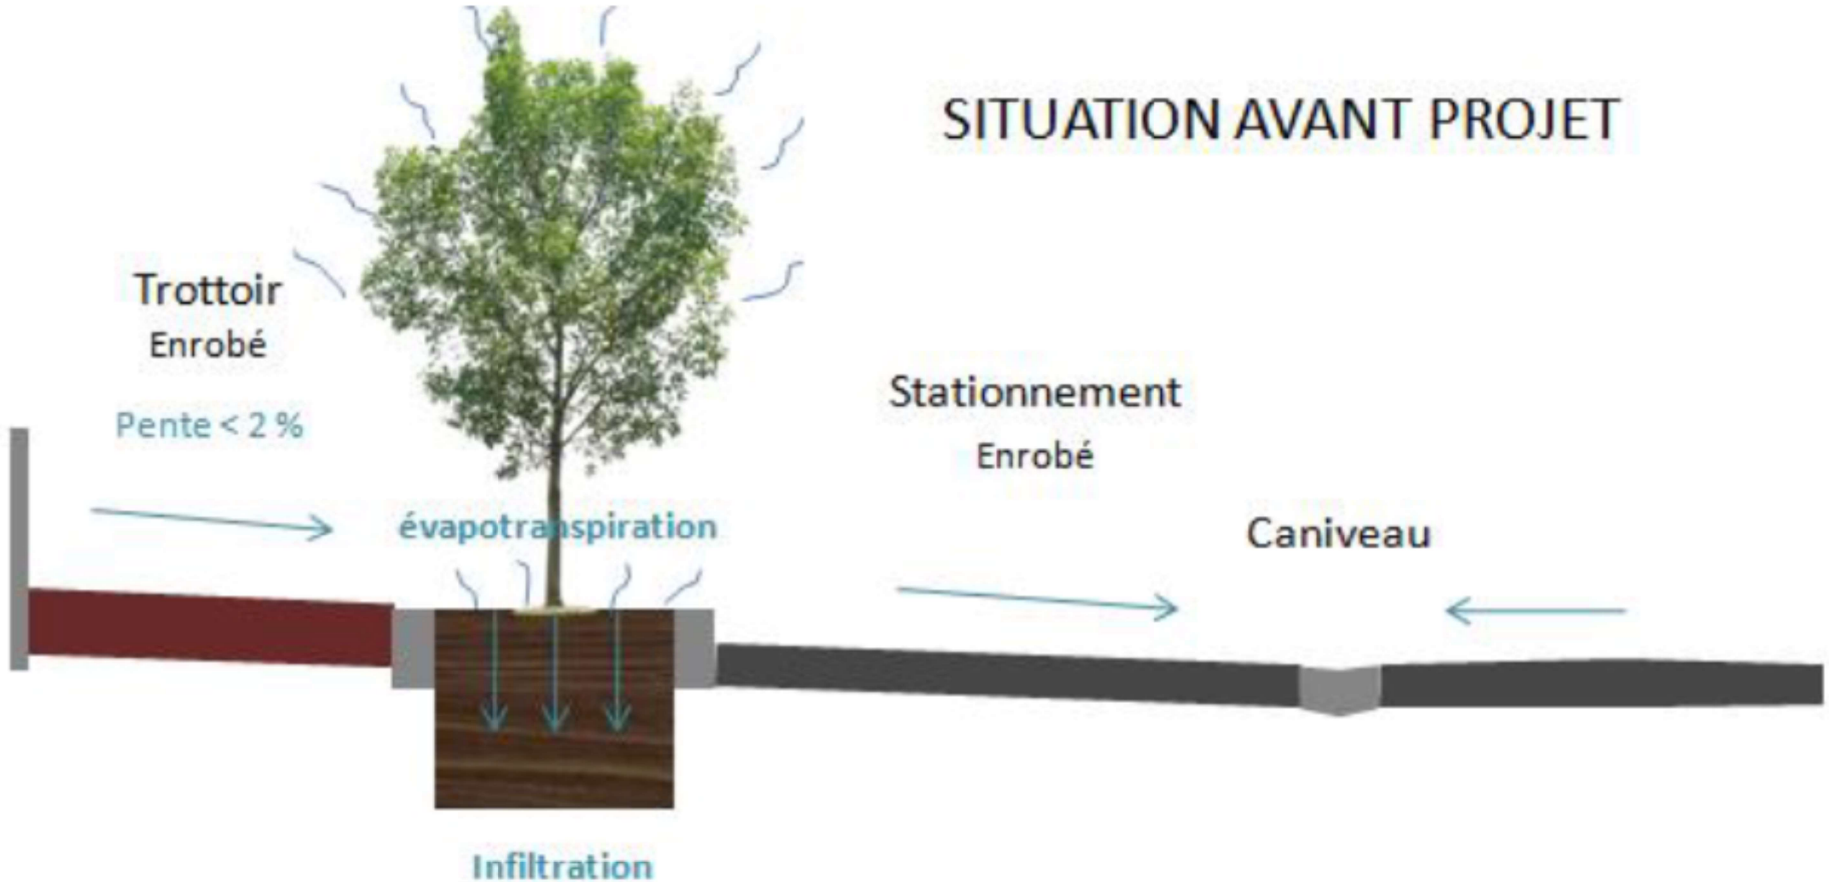 SITUATION AVANT PROJET
Trottoir
Enrobé
Pente < 2 %
Stationnement
Enrobé
évapotranspiration
Caniveau
Infiltration